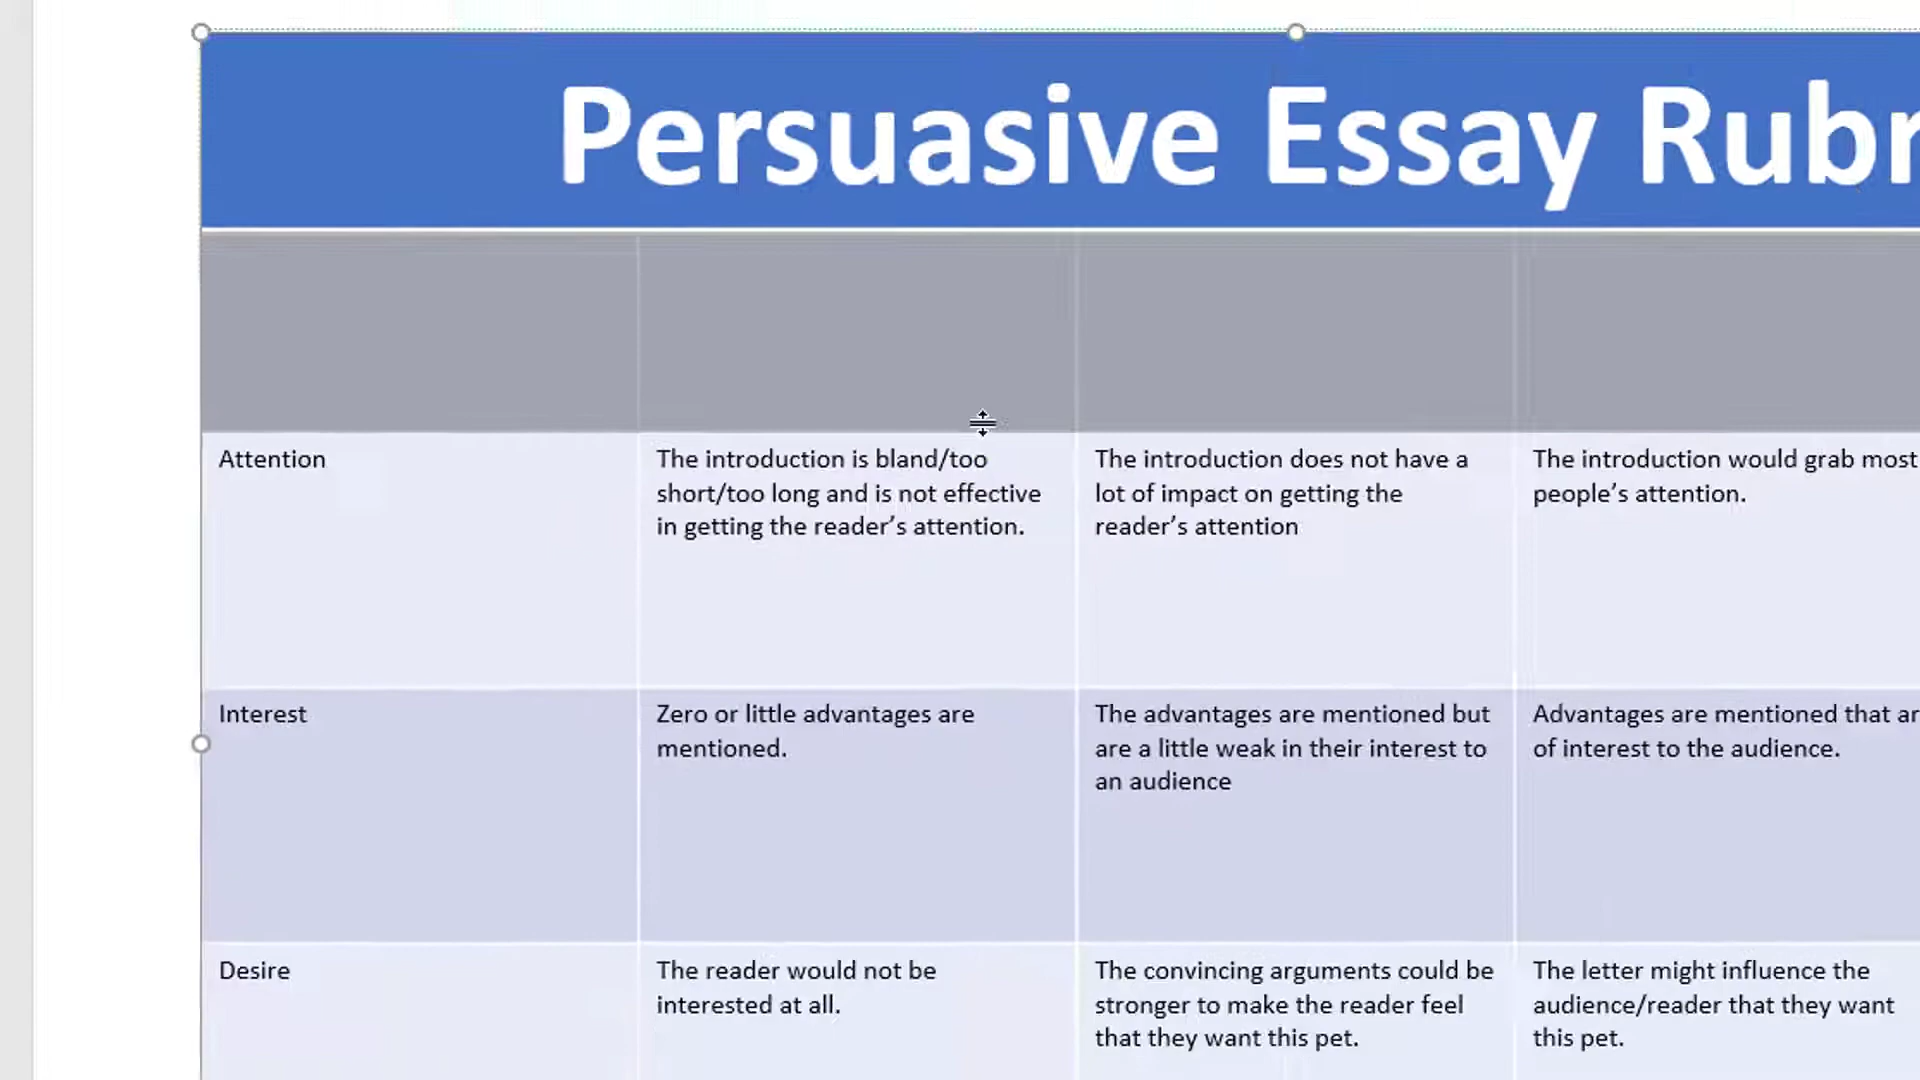 Persuasive Essay Rubr
Attention
The introduction is bland/too
short/too long and is not effective
in getting the reader’s attention.
The introduction does not have a
lot of impact on getting the
reader’s attention
The introduction would grab most
people’s attention.
Interest
Zero or little advantages are
mentioned.
The advantages are mentioned but
are a little weak in their interest to
an audience
Advantages are mentioned that ar
of interest to the audience.
Desire
The reader would not be
interested at all.
The convincing arguments could be
stronger to make the reader feel
that they want this pet.
The letter might influence the
audience/reader that they want
this pet.